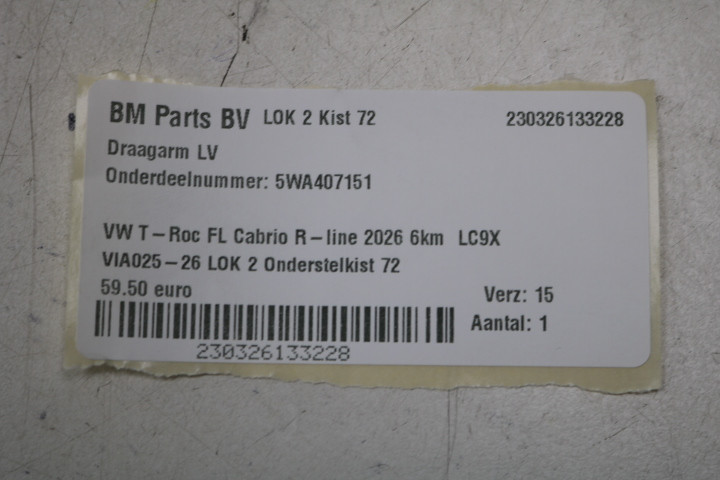 BM Parts BV LOK 2 Kist 72 230326133228
Draagarm LV
Onderdeelnummer: 5WA407151
VW T-Roc FL Cabrio R-line 2026 6km LC9X
VIA025-26 LOK 2 Onderstelkist 72
59.50 euro Verz: 15
Aantal: 1
230326133228